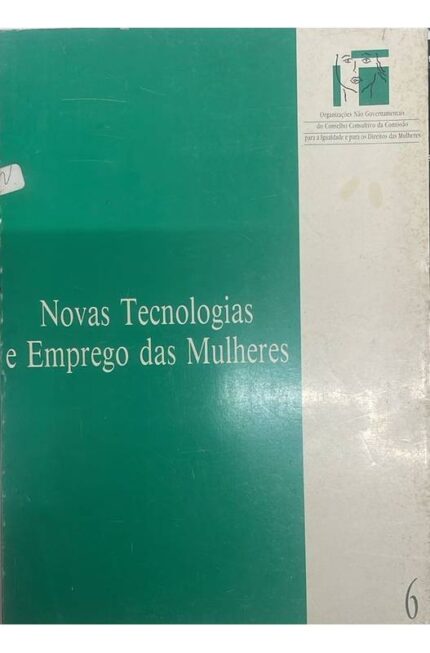 Organizações Não Governamentais
do Conselho Consultivo da Comissão
para a Igualdade e para os Direitos das Mulheres
Novas Tecnologias
e Emprego das Mulheres
6